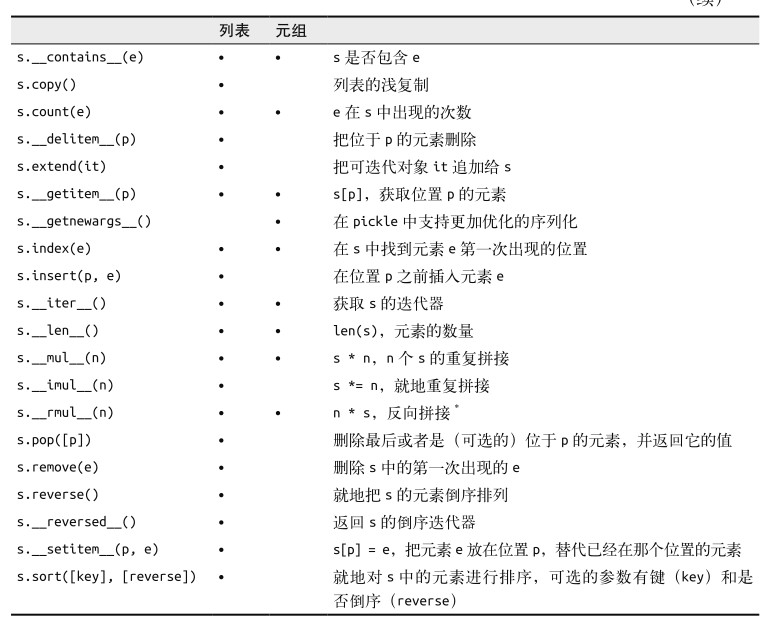 （续）
列表 元组
s.__contains__(e) • • s 是否包含 e
s.copy() • 列表的浅复制
s.count(e) • • e 在 s 中出现的次数
s.__delitem__(p) • 把位于 p 的元素删除
s.extend(it) • 把可迭代对象 it 追加给 s
s.__getitem__(p) • • s[p]，获取位置 p 的元素
s.__getnewargs__() • 在 pickle 中支持更加优化的序列化
s.index(e) • • 在 s 中找到元素 e 第一次出现的位置
s.insert(p, e) • 在位置 p 之前插入元素 e
s.__iter__() • • 获取 s 的迭代器
s.__len__() • • len(s)，元素的数量
s.__mul__(n) • • s * n，n 个 s 的重复拼接
s.__imul__(n) • s *= n，就地重复拼接
s.__rmul__(n) • • n * s，反向拼接 *
s.pop([p]) • 删除最后或者是（可选的）位于 p 的元素，并返回它的值
s.remove(e) • 删除 s 中的第一次出现的 e
s.reverse() • 就地把 s 的元素倒序排列
s.__reversed__() • 返回 s 的倒序迭代器
s.__setitem__(p, e) • s[p] = e，把元素 e 放在位置 p，替代已经在那个位置的元素
s.sort([key], [reverse]) • 就地对 s 中的元素进行排序，可选的参数有键（key）和是
否倒序（reverse）